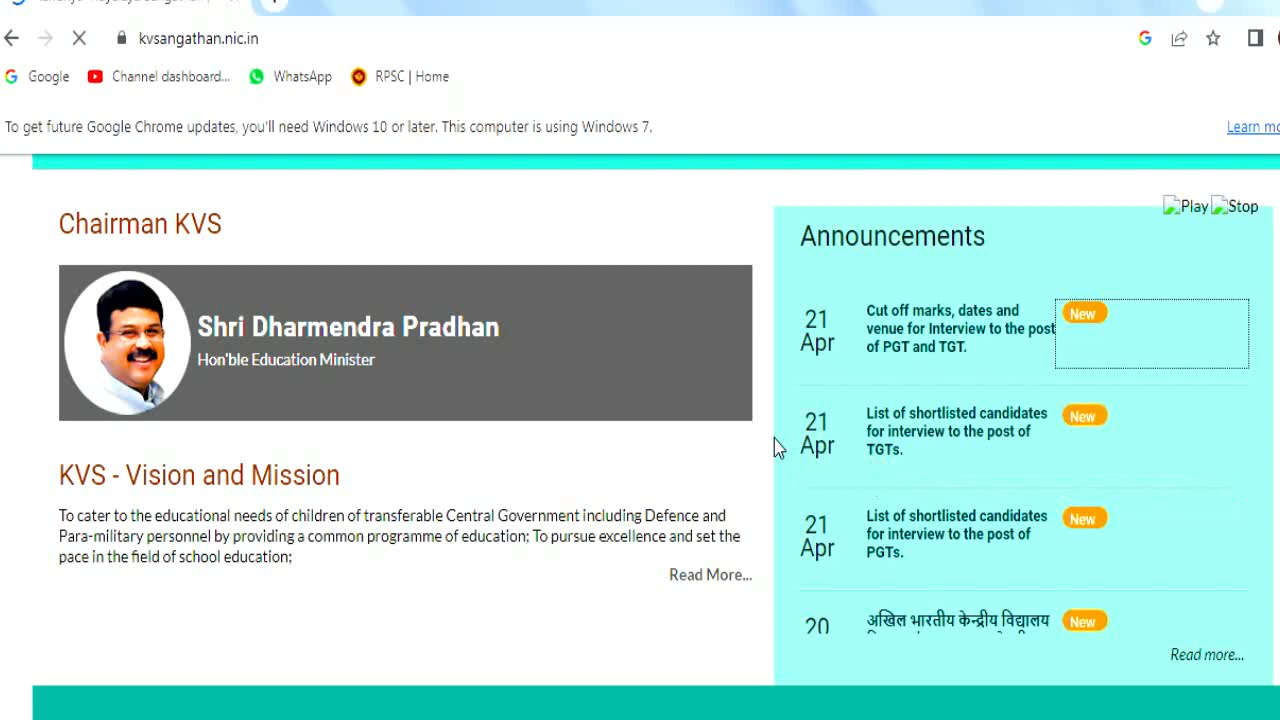 kvsangathan.nic.in
Google
Channel dashboard...
WhatsApp
RPSC | Home
To get future Google Chrome updates, you'll need Windows 10 or later. This computer is using Windows 7.
Learn mo
Play Stop
Chairman KVS
Shri Dharmendra Pradhan
Hon'ble Education Minister
KVS - Vision and Mission
To cater to the educational needs of children of transferable Central Government including Defence and
Para-military personnel by providing a common programme of education; To pursue excellence and set the
pace in the field of school education;
Read More...
Announcements
21
Apr
Cut off marks, dates and
venue for Interview to the post
of PGT and TGT.
New
21
Apr
List of shortlisted candidates
for interview to the post of
TGTs.
New
21
Apr
List of shortlisted candidates
for interview to the post of
PGTs.
New
20
अखिल भारतीय केन्द्रीय विद्यालय
New
Read more...